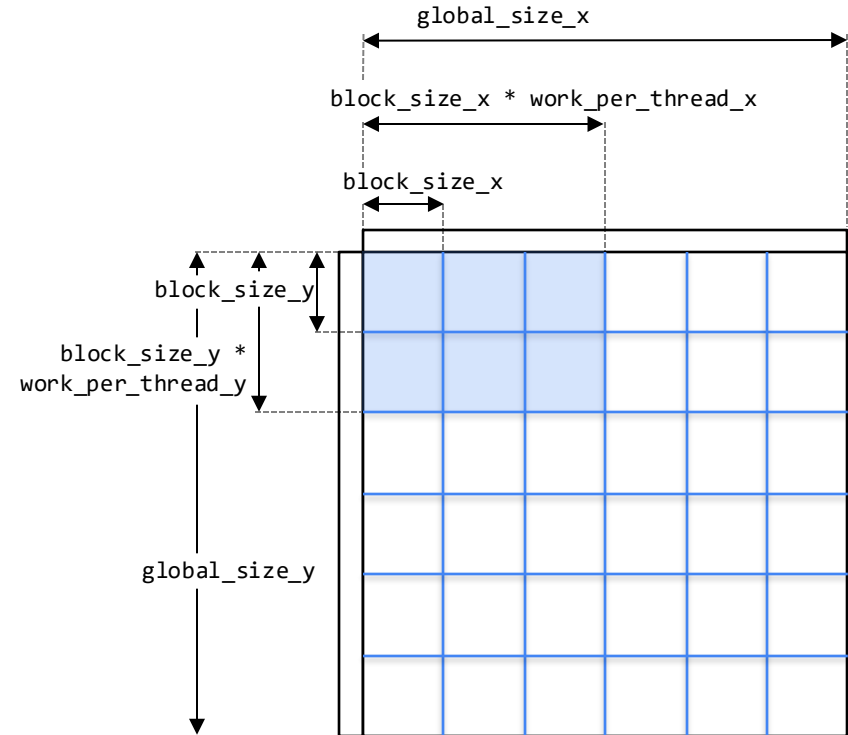 global_size_x
block_size_x * work_per_thread_x
block_size_x
block_size_y
block_size_y *
work_per_thread_y
global_size_y